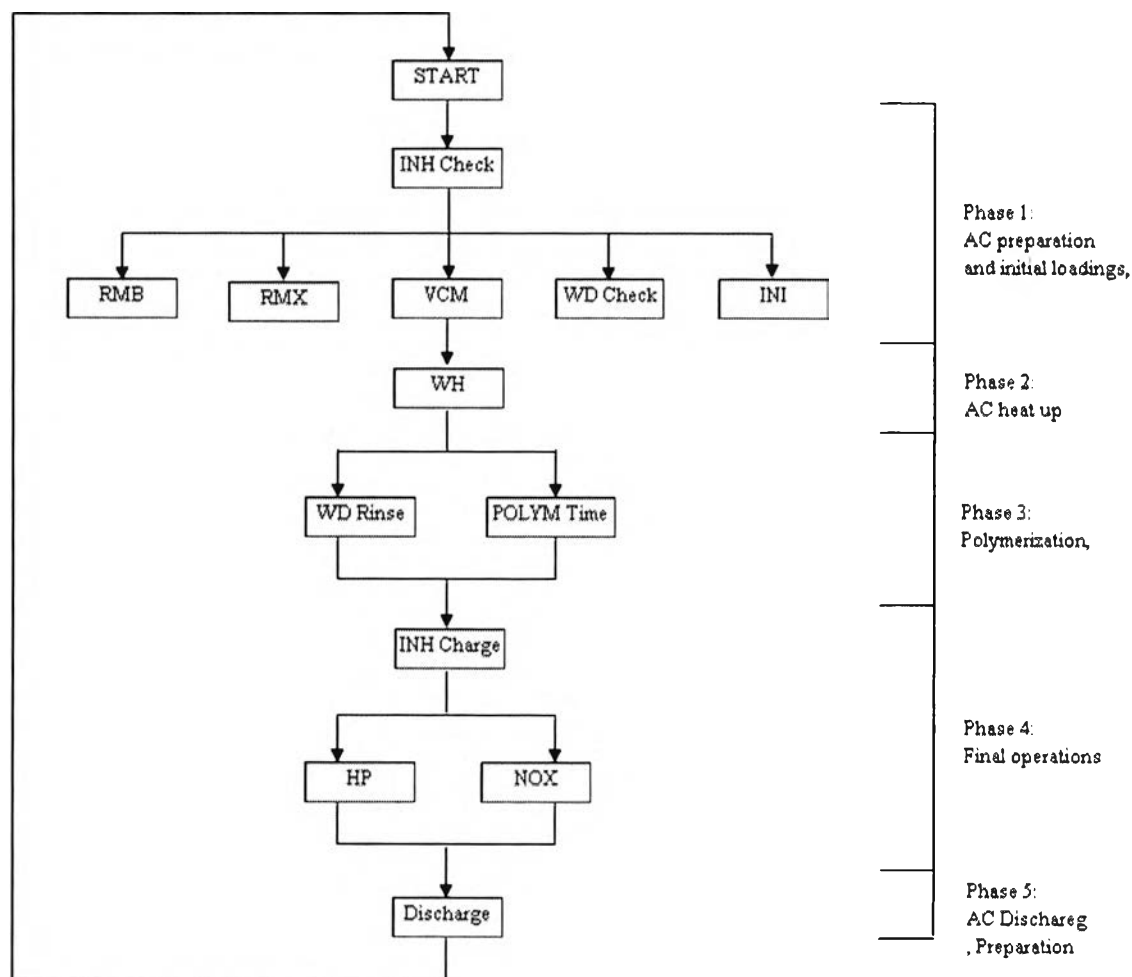 START
INH Check
RMB
RMX
VCM
WD Check
INI
WH
WD Rinse
POLYM Time
INH Charge
HP
NOX
Discharge
Phase 1:
AC preparation
and initial loadings,
Phase 2:
AC heat up
Phase 3:
Polymerization,
Phase 4:
Final operations
Phase 5:
AC Dischareg
, Preparation